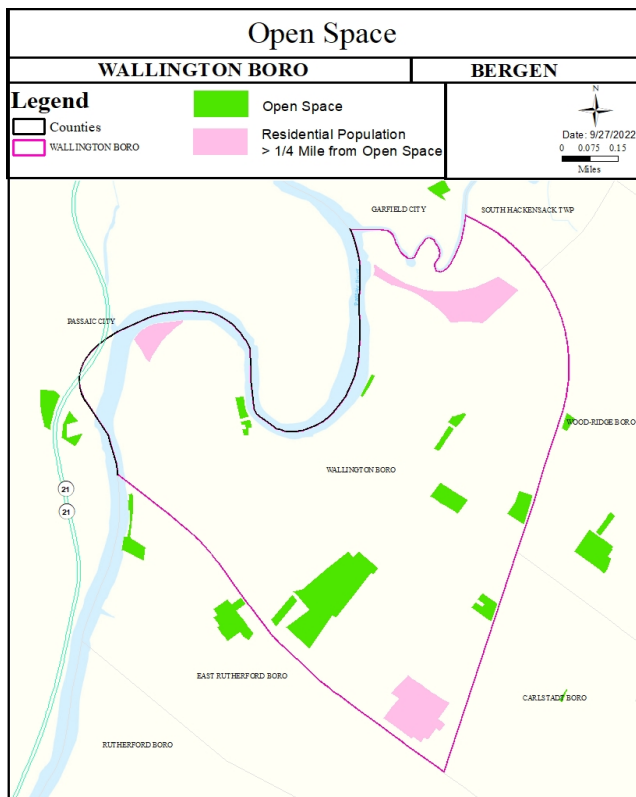 Open Space
WALLINGTON BORO
BERGEN
Legend
Counties
WALLINGTON BORO
Open Space
Residential Population
> 1/4 Mile from Open Space
N
Date: 9/27/2022
0 0.075 0.15
Miles
GARFIELD CITY
SOUTH HACKENSACK TWP
PASSAIC CITY
WOOD-RIDGE BORO
WALLINGTON BORO
21
21
EAST RUTHERFORD BORO
CARLSTADT BORO
RUTHERFORD BORO